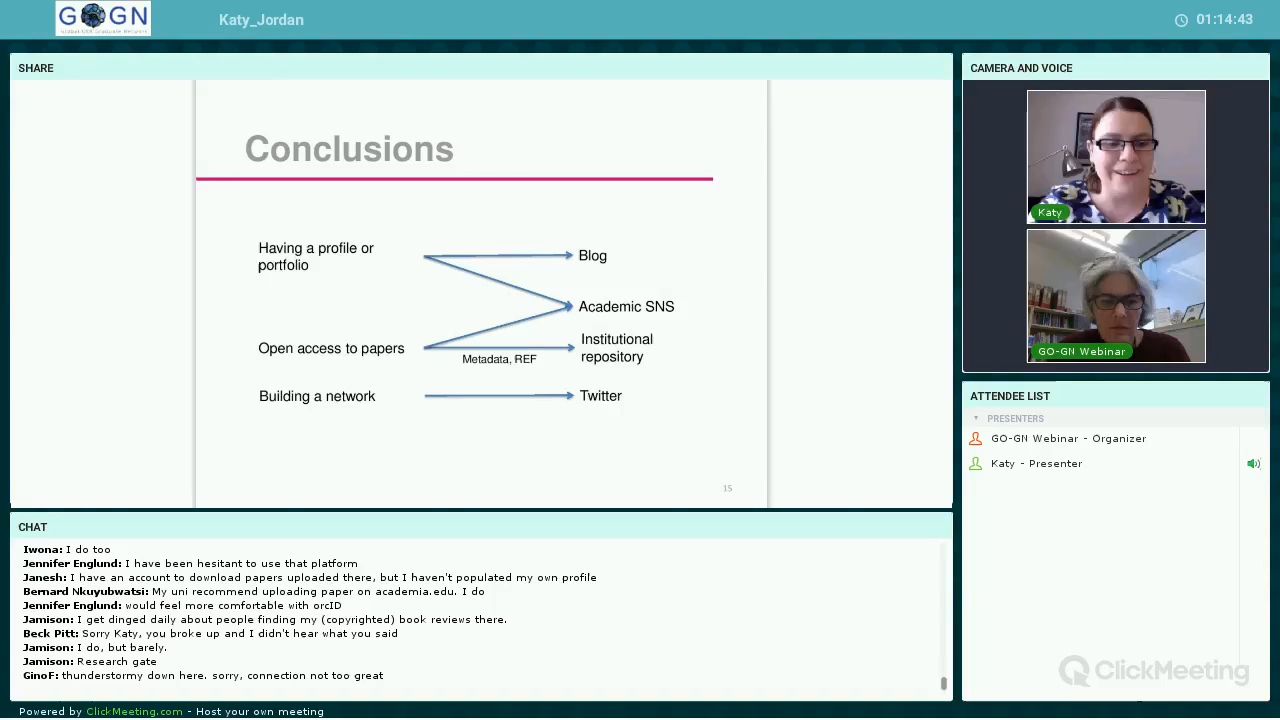 GO GN
Global OER Graduate Network
Katy_Jordan
01:14:43
SHARE
Conclusions
Having a profile or
portfolio
Blog
Academic SNS
Open access to papers
Metadata, REF
Institutional
repository
Building a network
Twitter
15
CAMERA AND VOICE
Katy
GO-GN Webinar
ATTENDEE LIST
PRESENTERS
GO-GN Webinar - Organizer
Katy - Presenter
CHAT
Iwona: I do too
Jennifer Englund: I have been hesitant to use that platform
Janesh: I have an account to download papers uploaded there, but I haven't populated my own profile
Bernard Nkuyubwatsi: My uni recommend uploading paper on academia.edu. I do
Jennifer Englund: would feel more comfortable with orcID
Jamison: I get dinged daily about people finding my (copyrighted) book reviews there.
Beck Pitt: Sorry Katy, you broke up and I didn't hear what you said
Jamison: I do, but barely.
Jamison: Research gate
GinoF: thunderstormy down here. sorry, connection not too great
ClickMeeting
Powered by ClickMeeting.com - Host your own meeting